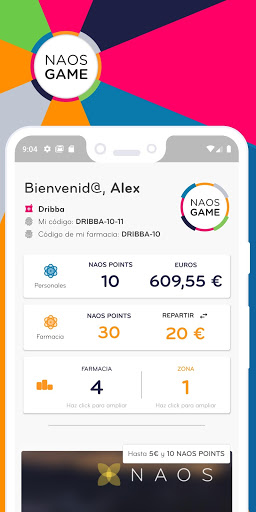 NAOS
GAME
9:04
Bienvenid@, Alex
Dribba
Mi código: DRIBBA-10-11
Código de mi farmacia: DRIBBA-10
NAOS
GAME
NAOS POINTS
EUROS
Personales
10
609,55 €
NAOS POINTS
REPARTIR
Farmacia
30
20 €
FARMACIA
ZONA
4
1
Haz click para ampliar
Haz click para ampliar
Hasta 5€ y 10 NAOS POINTS
NAOS